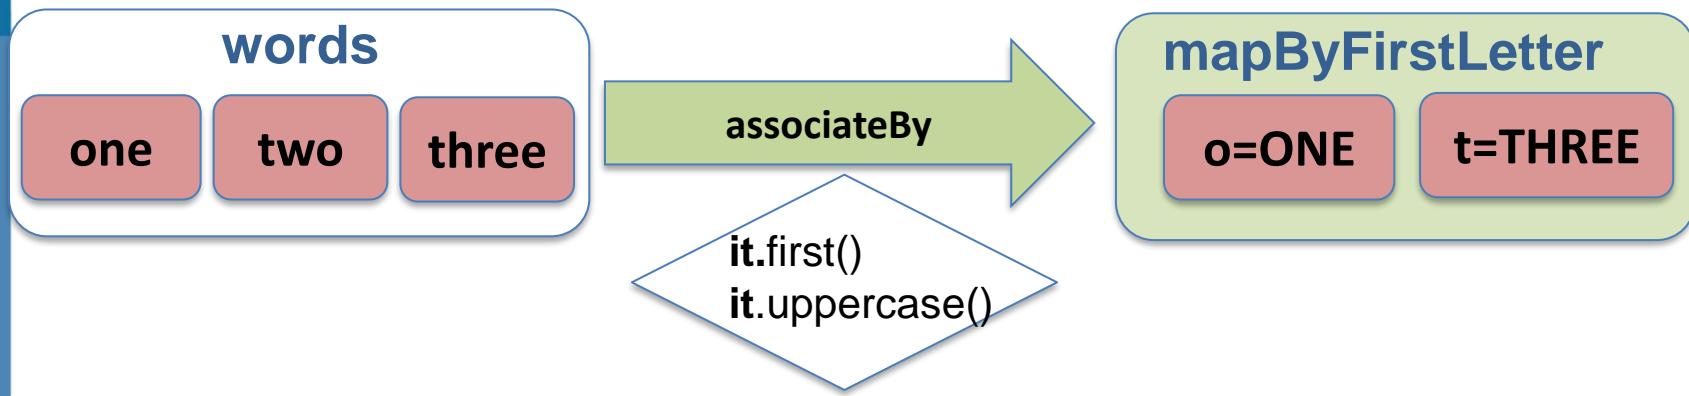 words
one
two
three
associateBy
it.first()
it.uppercase()
mapByFirstLetter
o=ONE
t=THREE